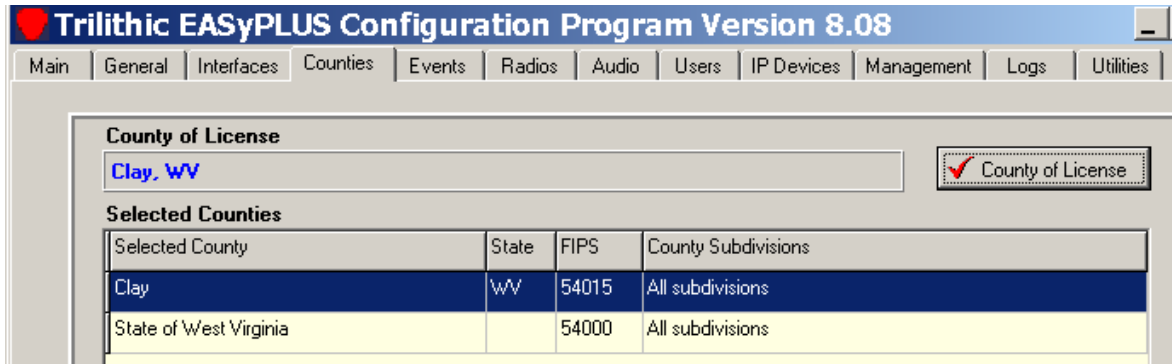 Trilithic EASyPLUS Configuration Program Version 8.08
Main General Interfaces Counties Events Radios Audio Users IP Devices Management Logs Utilities
County of License
Clay, WV County of License
Selected Counties
Selected County State FIPS County Subdivisions
Clay WV 54015 All subdivisions
State of West Virginia 54000 All subdivisions